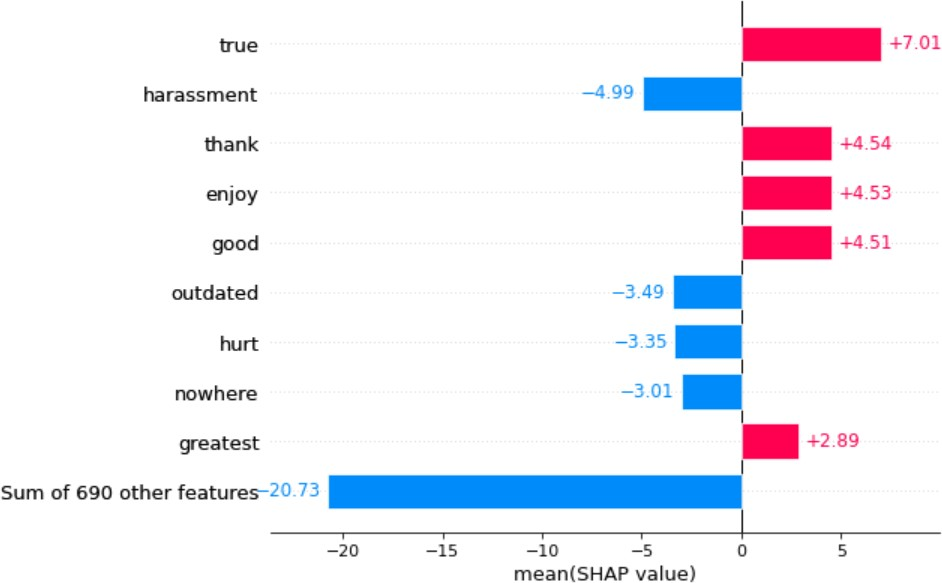 true +7.01
harassment −4.99
thank +4.54
enjoy +4.53
good +4.51
outdated −3.49
hurt −3.35
nowhere −3.01
greatest +2.89
Sum of 690 other features −20.73
−20 −15 −10 −5 0 5
mean(SHAP value)